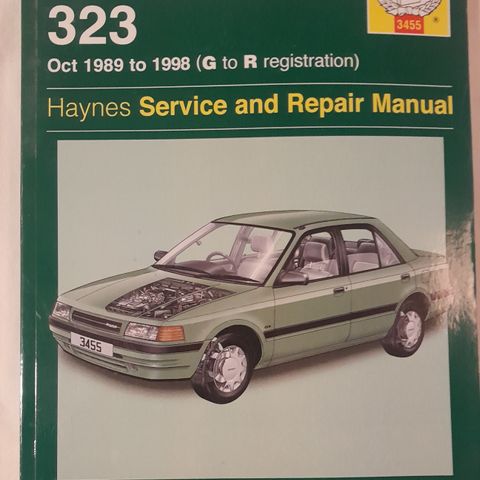 323
3455
Oct 1989 to 1998 (G to R registration)
Haynes Service and Repair Manual
3455